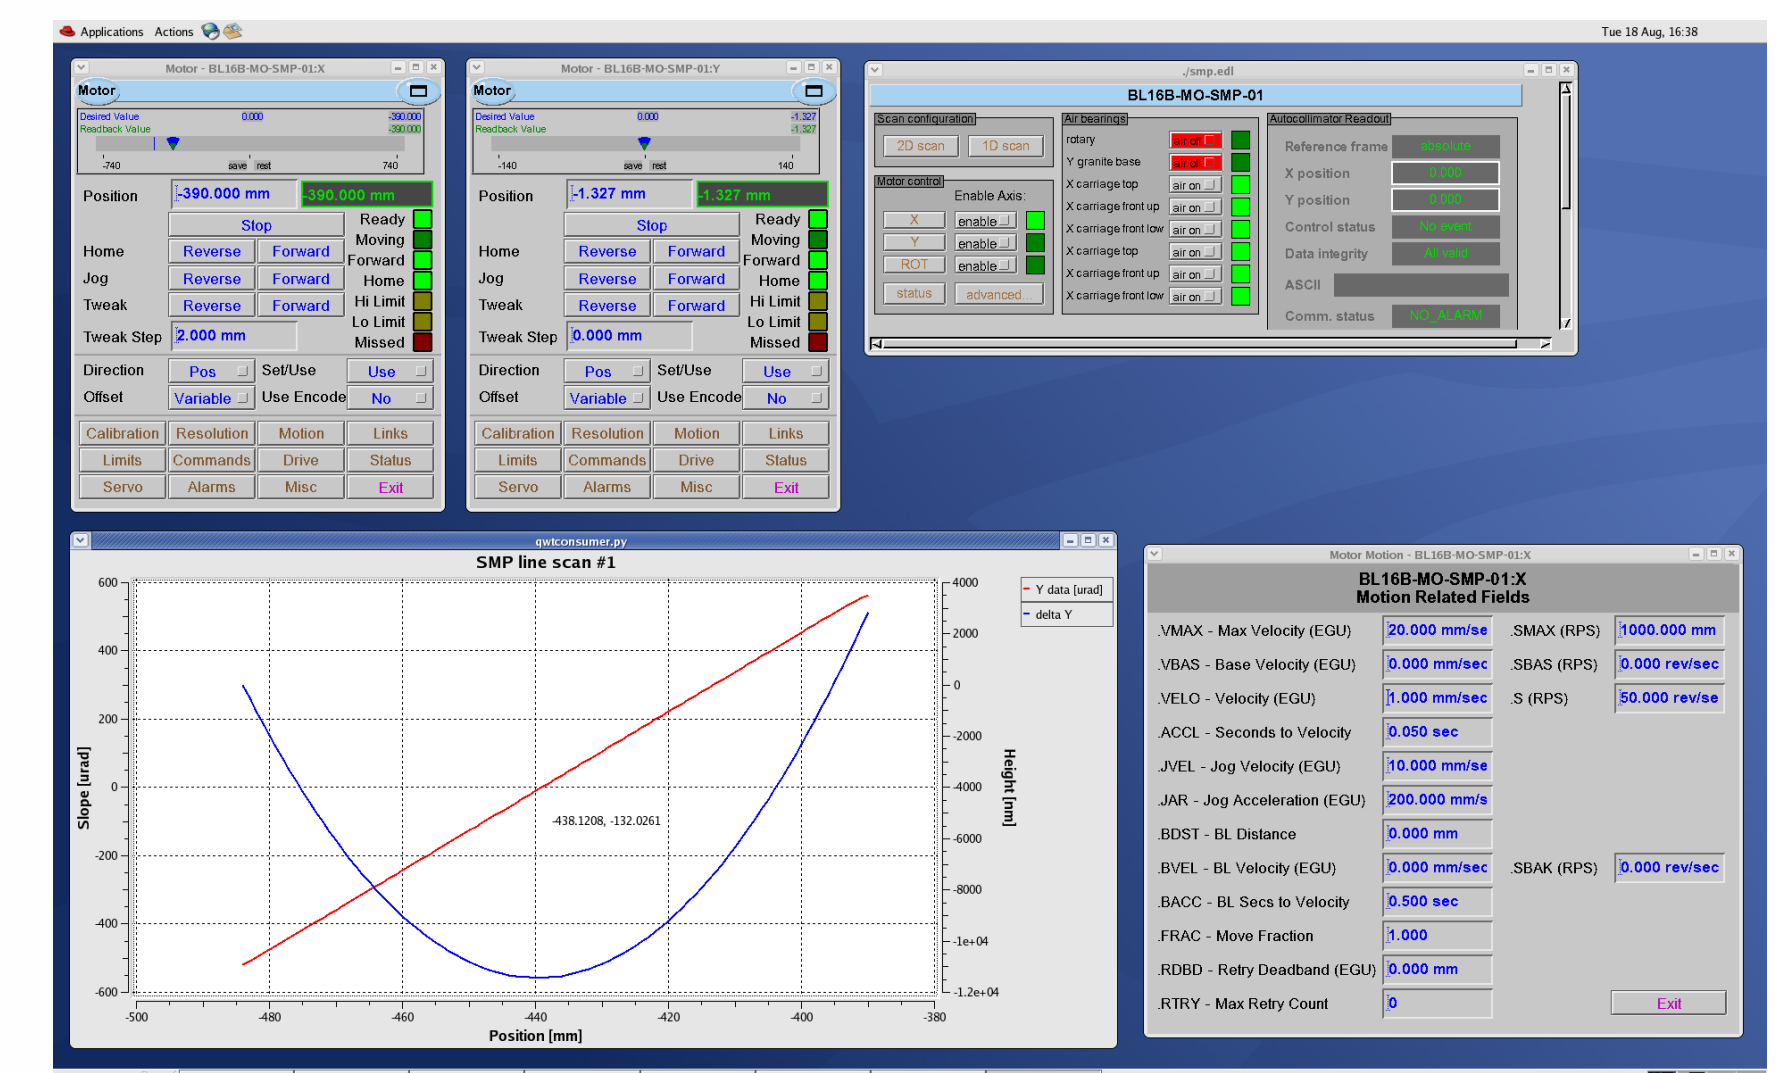 Applications Actions Tue 18 Aug, 16:38
Motor - BL16B-MO-SMP-01:X
Motor
Desired Value 0.000 -390.000
Readback Value -390.000
-740 save rest 740
Position -390.000 mm -390.000 mm
Stop Ready
Moving
Home Reverse Forward Forward
Jog Reverse Forward Home
Tweak Reverse Forward Hi Limit
Lo Limit
Tweak Step 2.000 mm Missed
Direction Pos Set/Use Use
Offset Variable Use Encode No
Calibration Resolution Motion Links
Limits Commands Drive Status
Servo Alarms Misc Exit
Motor - BL16B-MO-SMP-01:Y
Motor
Desired Value 0.000 -1.327
Readback Value -1.327
-140 save rest 140
Position -1.327 mm -1.327 mm
Stop Ready
Moving
Home Reverse Forward Forward
Jog Reverse Forward Home
Tweak Reverse Forward Hi Limit
Lo Limit
Tweak Step 0.000 mm Missed
Direction Pos Set/Use Use
Offset Variable Use Encode No
Calibration Resolution Motion Links
Limits Commands Drive Status
Servo Alarms Misc Exit
./smp.edl
BL16B-MO-SMP-01
Scan configuration
2D scan 1D scan
Motor control
Enable Axis:
X enable
Y enable
ROT enable
status advanced...
Air bearings
rotary air off
Y granite base air off
X carriage top air on
X carriage front up air on
X carriage front low air on
X carriage top air on
X carriage front up air on
X carriage front low air on
Autocollimator Readout
Reference frame absolute
X position 0.000
Y position 0.000
Control status No event
Data integrity All valid
ASCII
Comm. status NO_ALARM
qwtconsumer.py
SMP line scan #1
Y data [urad]
delta Y
600
400
200
0
-200
-400
-600
Slope [urad]
4000
2000
0
-2000
-4000
-6000
-8000
-1e+04
-1.2e+04
Height [nm]
-438.1208, -132.0261
-500 -480 -460 -440 -420 -400 -380
Position [mm]
Motor Motion - BL16B-MO-SMP-01:X
BL16B-MO-SMP-01:X
Motion Related Fields
.VMAX - Max Velocity (EGU) 20.000 mm/se .SMAX (RPS) 1000.000 mm
.VBAS - Base Velocity (EGU) 0.000 mm/sec .SBAS (RPS) 0.000 rev/sec
.VELO - Velocity (EGU) 1.000 mm/sec .S (RPS) 50.000 rev/se
.ACCL - Seconds to Velocity 0.050 sec
.JVEL - Jog Velocity (EGU) 10.000 mm/se
.JAR - Jog Acceleration (EGU) 200.000 mm/s
.BDST - BL Distance 0.000 mm
.BVEL - BL Velocity (EGU) 0.000 mm/sec .SBAK (RPS) 0.000 rev/sec
.BACC - BL Secs to Velocity 0.500 sec
.FRAC - Move Fraction 1.000
.RDBD - Retry Deadband (EGU) 0.000 mm
.RTRY - Max Retry Count 0
Exit